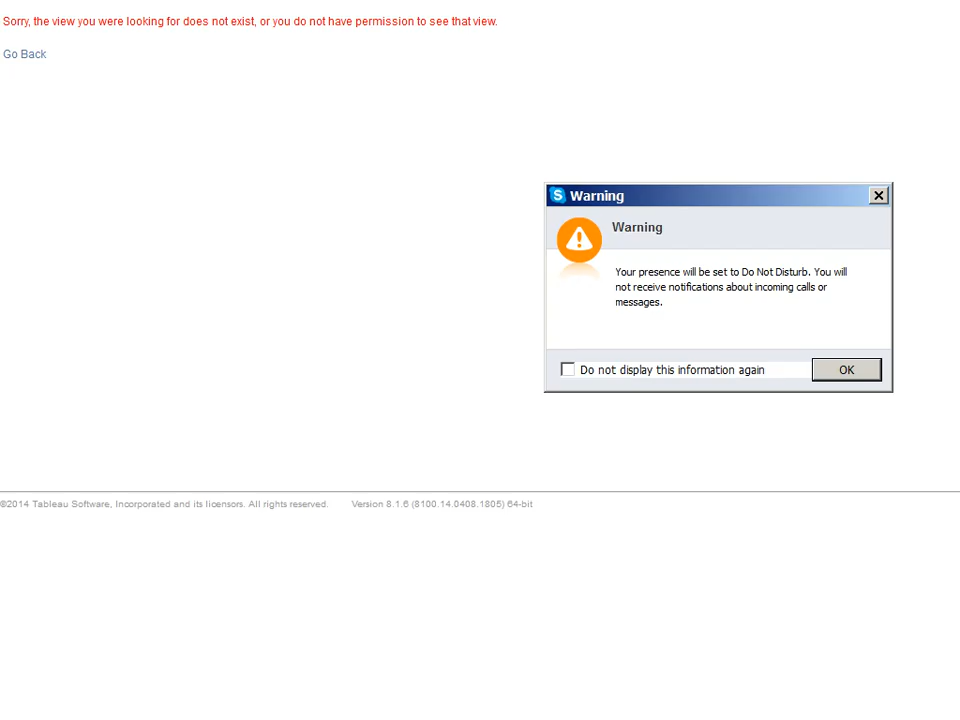 Sorry, the view you were looking for does not exist, or you do not have permission to see that view.
Go Back
Warning
Warning
Your presence will be set to Do Not Disturb. You will
not receive notifications about incoming calls or
messages.
Do not display this information again
OK
©2014 Tableau Software, Incorporated and its licensors. All rights reserved. Version 8.1.6 (8100.14.0408.1805) 64-bit